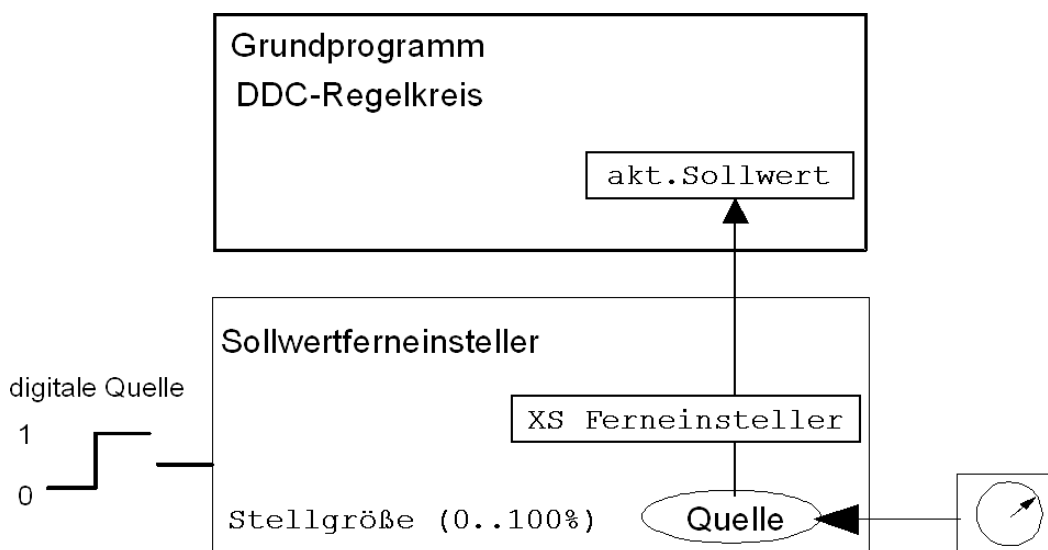 Grundprogramm
DDC-Regelkreis
akt.Sollwert
Sollwertferneinsteller
digitale Quelle
1
XS Ferneinsteller
0
Stellgröße (0..100%) Quelle